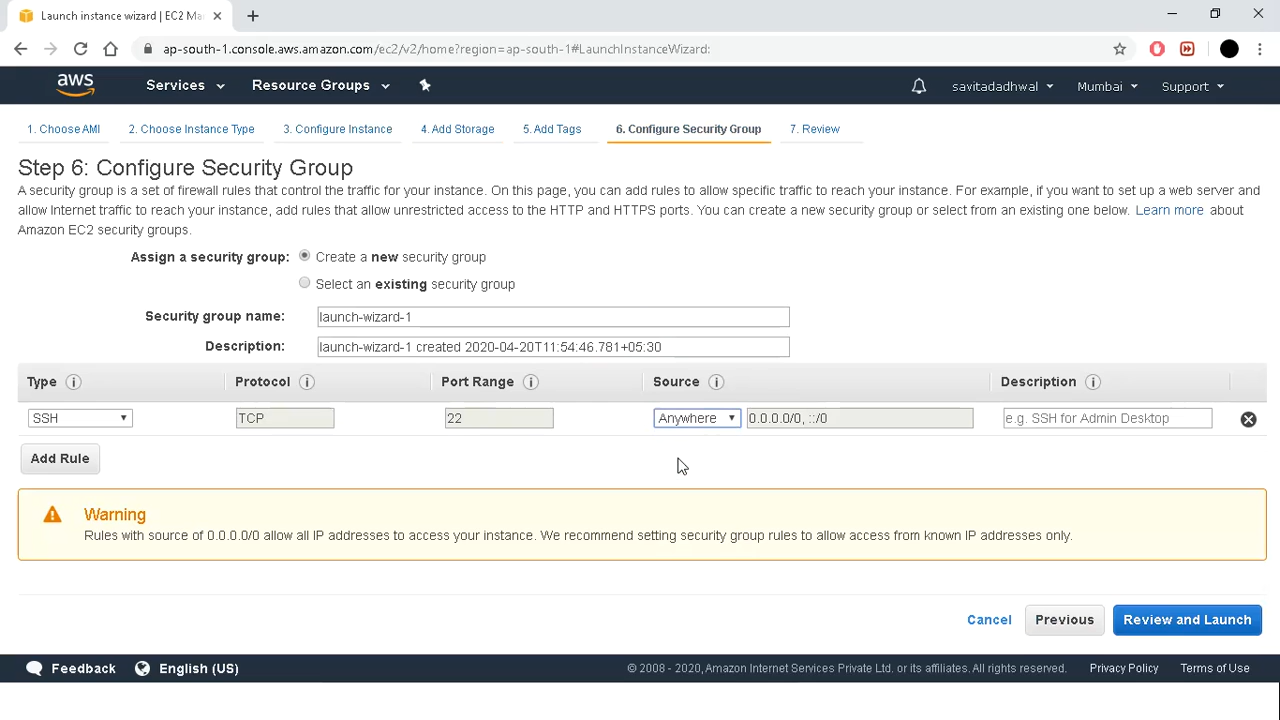 Launch instance wizard | EC2 Ma
ap-south-1.console.aws.amazon.com/ec2/v2/home?region=ap-south-1#LaunchInstanceWizard:
aws Services Resource Groups savitadadhwal Mumbai Support
1. Choose AMI 2. Choose Instance Type 3. Configure Instance 4. Add Storage 5. Add Tags 6. Configure Security Group 7. Review
Step 6: Configure Security Group
A security group is a set of firewall rules that control the traffic for your instance. On this page, you can add rules to allow specific traffic to reach your instance. For example, if you want to set up a web server and
allow Internet traffic to reach your instance, add rules that allow unrestricted access to the HTTP and HTTPS ports. You can create a new security group or select from an existing one below. Learn more about
Amazon EC2 security groups.
Assign a security group: Create a new security group
Select an existing security group
Security group name: launch-wizard-1
Description: launch-wizard-1 created 2020-04-20T11:54:46.781+05:30
Type i Protocol i Port Range i Source i Description i
SSH TCP 22 Anywhere 0.0.0.0/0, ::/0 e.g. SSH for Admin Desktop
Add Rule
Warning
Rules with source of 0.0.0.0/0 allow all IP addresses to access your instance. We recommend setting security group rules to allow access from known IP addresses only.
Cancel Previous Review and Launch
Feedback English (US) © 2008 - 2020, Amazon Internet Services Private Ltd. or its affiliates. All rights reserved. Privacy Policy Terms of Use